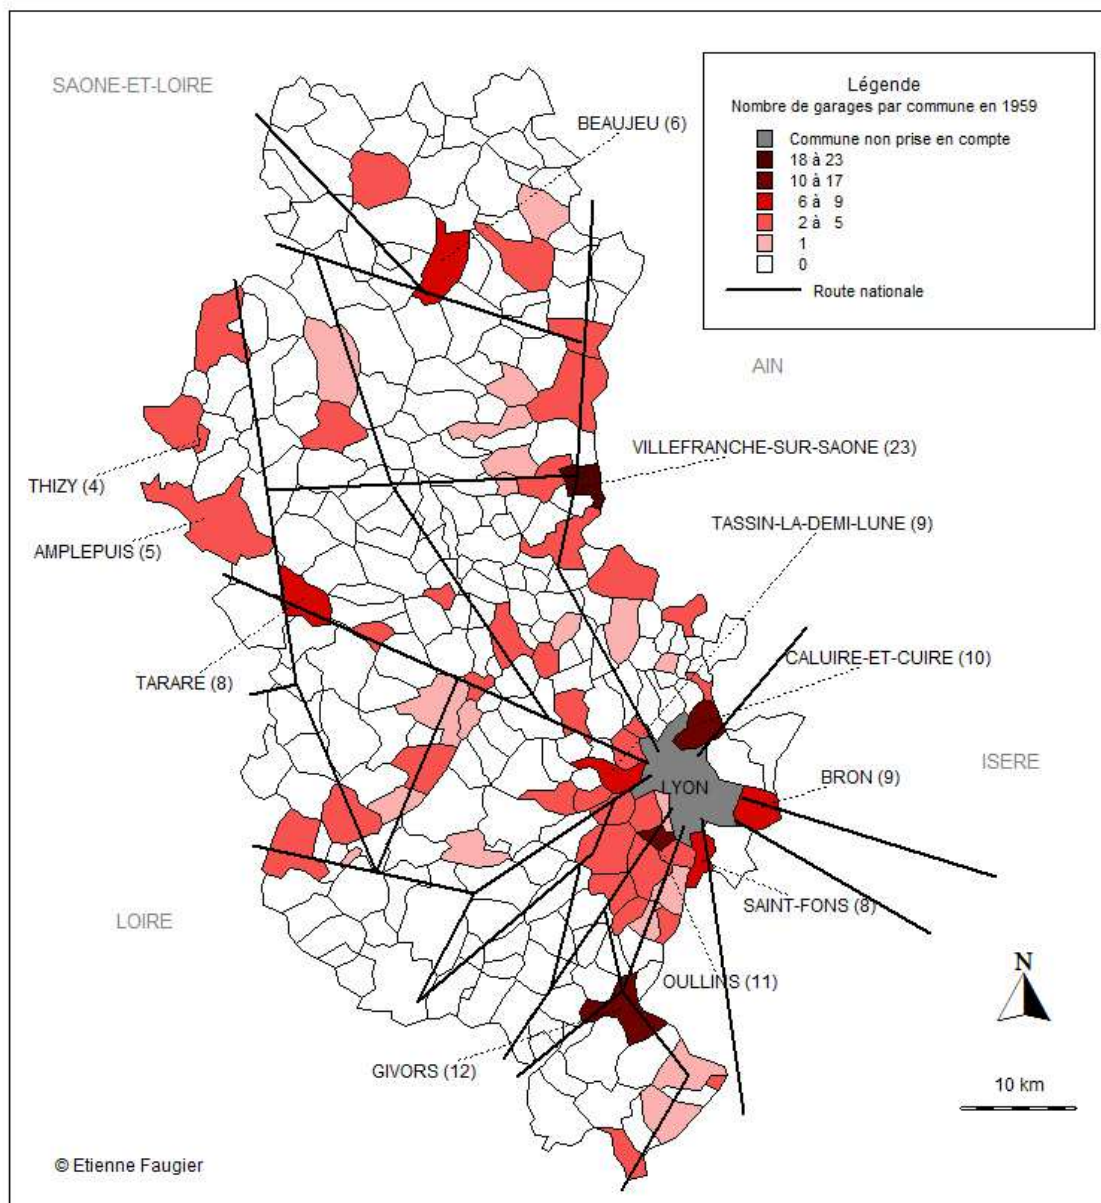 SAONE-ET-LOIRE
BEAUJEU (6)
Légende
Nombre de garages par commune en 1959
Commune non prise en compte
18 à 23
10 à 17
6 à 9
2 à 5
1
0
Route nationale
AIN
VILLEFRANCHE-SUR-SAONE (23)
THIZY (4)
TASSIN-LA-DEMI-LUNE (9)
AMPLEPUIS (5)
CALUIRE-ET-CUIRE (10)
TARARE (8)
ISERE
BRON (9)
LYON
SAINT-FONS (8)
LOIRE
OULLINS (11)
N
GIVORS (12)
10 km
© Etienne Faugier